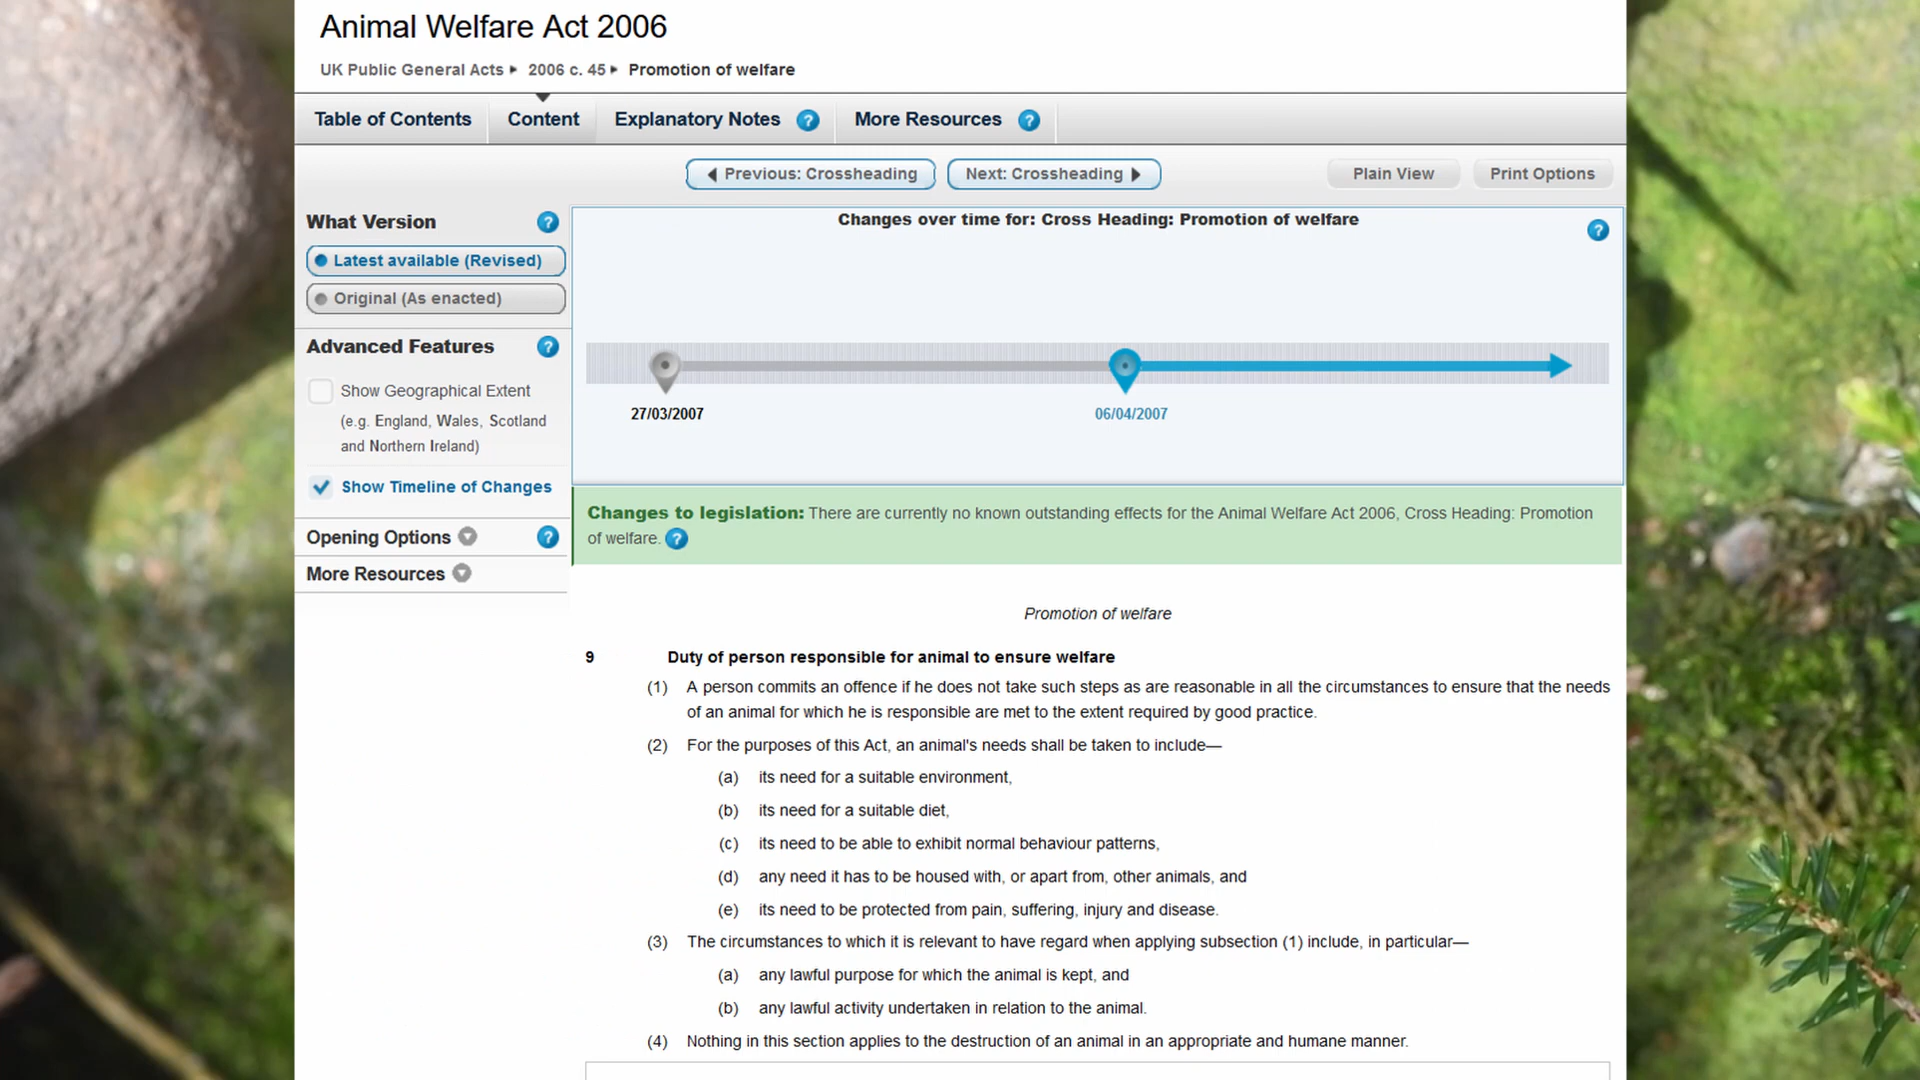 Animal Welfare Act 2006
UK Public General Acts ▸ 2006 c. 45 ▸ Promotion of welfare
Table of Contents Content Explanatory Notes ? More Resources ?
Previous: Crossheading Next: Crossheading Plain View Print Options
What Version ?
Latest available (Revised)
Original (As enacted)
Advanced Features ?
Show Geographical Extent
(e.g. England, Wales, Scotland
and Northern Ireland)
Show Timeline of Changes
Opening Options ?
More Resources
Changes over time for: Cross Heading: Promotion of welfare
?
27/03/2007 06/04/2007
Changes to legislation: There are currently no known outstanding effects for the Animal Welfare Act 2006, Cross Heading: Promotion
of welfare. ?
Promotion of welfare
9 Duty of person responsible for animal to ensure welfare
(1) A person commits an offence if he does not take such steps as are reasonable in all the circumstances to ensure that the needs
of an animal for which he is responsible are met to the extent required by good practice.
(2) For the purposes of this Act, an animal's needs shall be taken to include—
(a) its need for a suitable environment,
(b) its need for a suitable diet,
(c) its need to be able to exhibit normal behaviour patterns,
(d) any need it has to be housed with, or apart from, other animals, and
(e) its need to be protected from pain, suffering, injury and disease.
(3) The circumstances to which it is relevant to have regard when applying subsection (1) include, in particular—
(a) any lawful purpose for which the animal is kept, and
(b) any lawful activity undertaken in relation to the animal.
(4) Nothing in this section applies to the destruction of an animal in an appropriate and humane manner.